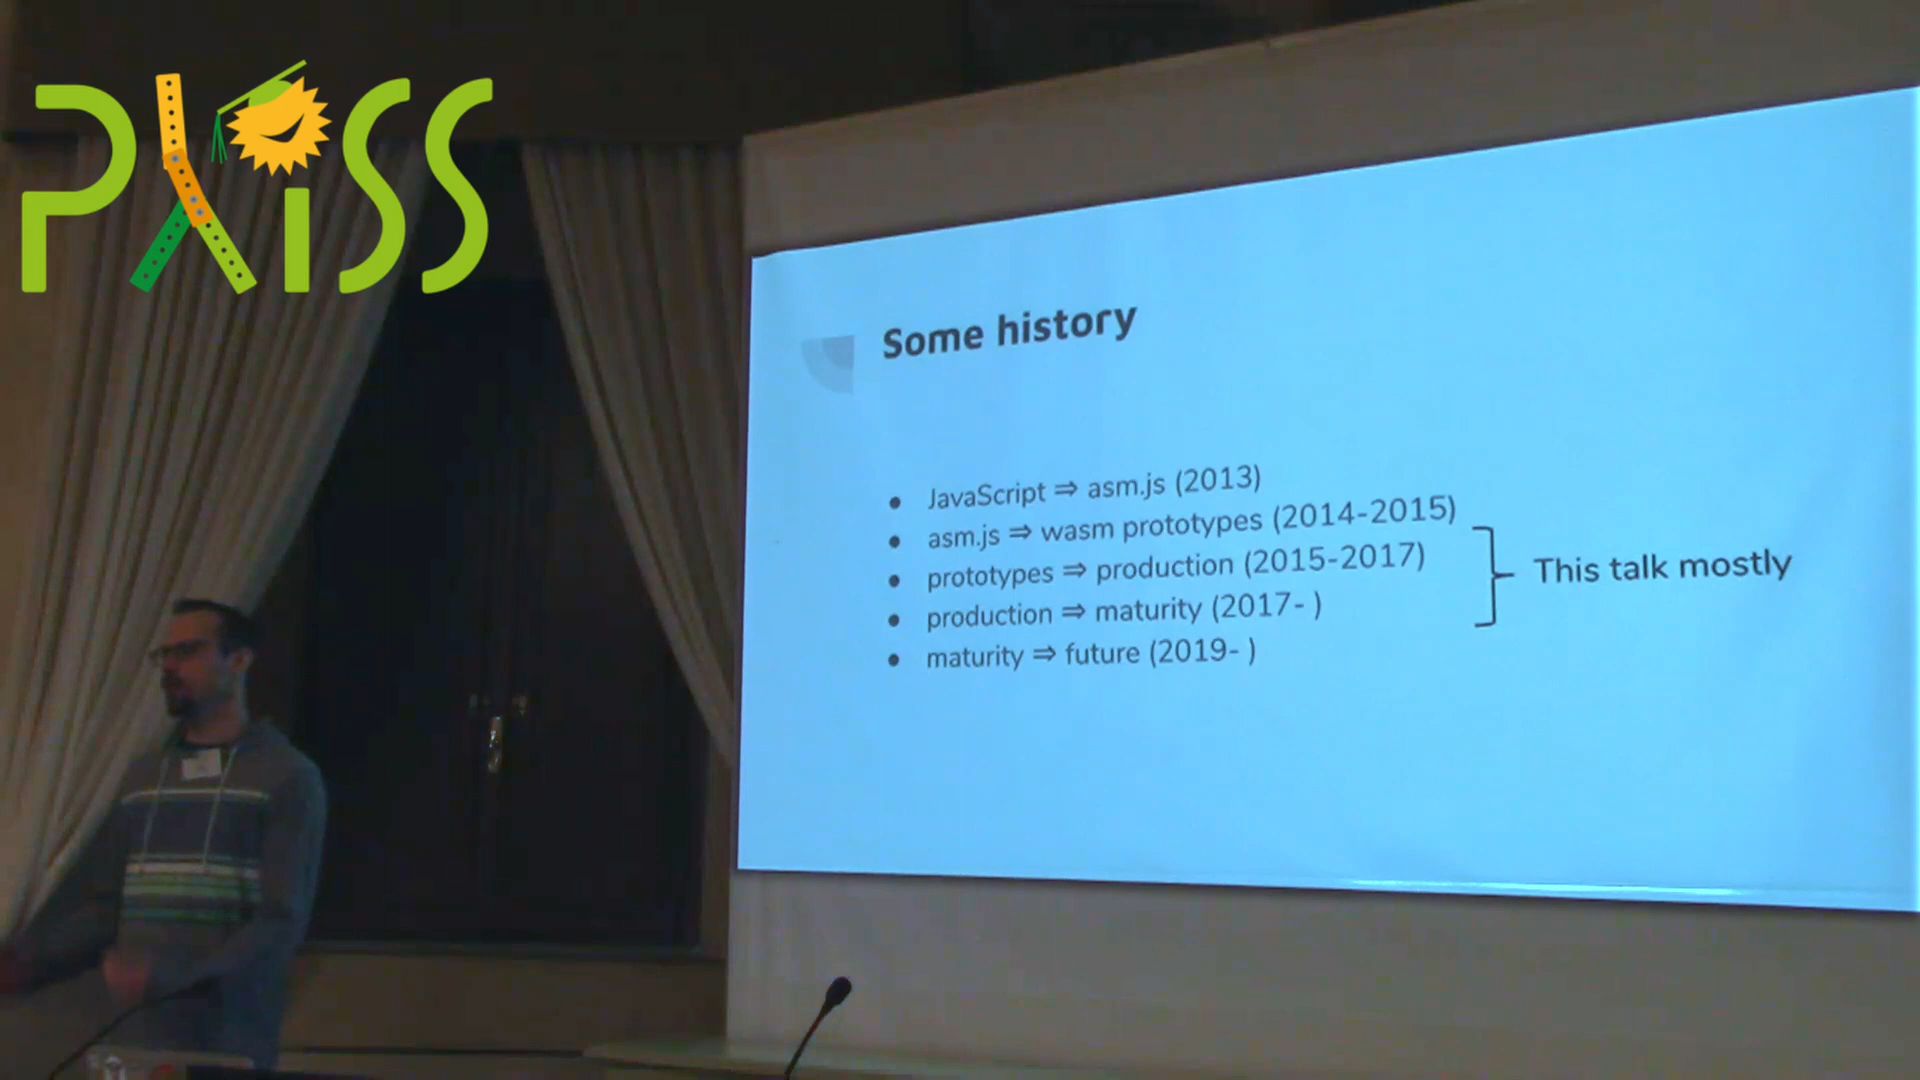 PLISS
Some history
JavaScript ⇒ asm.js (2013)
asm.js ⇒ wasm prototypes (2014-2015)
prototypes ⇒ production (2015-2017)
production ⇒ maturity (2017- )
maturity ⇒ future (2019- )
This talk mostly